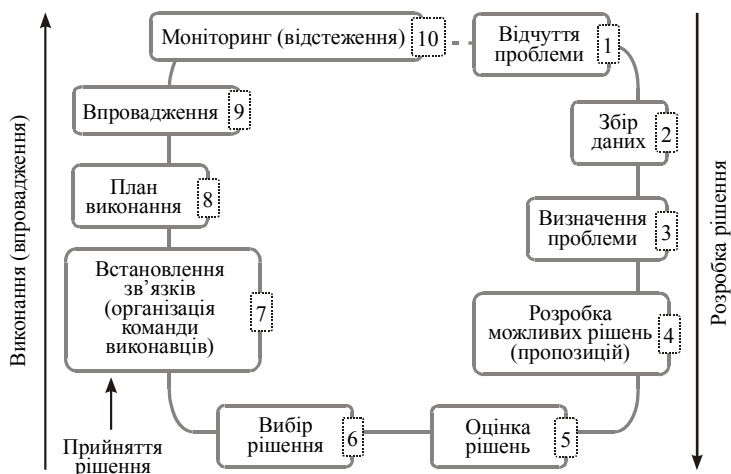 Моніторинг (відстеження)
10
Відчуття
проблеми
1
Збір
даних
2
Визначення
проблеми
3
Розробка
можливих рішень
(пропозицій)
4
Оцінка
рішень
5
Вибір
рішення
6
Встановлення
зв’язків
(організація
команди
виконавців)
7
План
виконання
8
Впровадження
9
Прийняття
рішення
Виконання (впровадження)
Розробка рішення